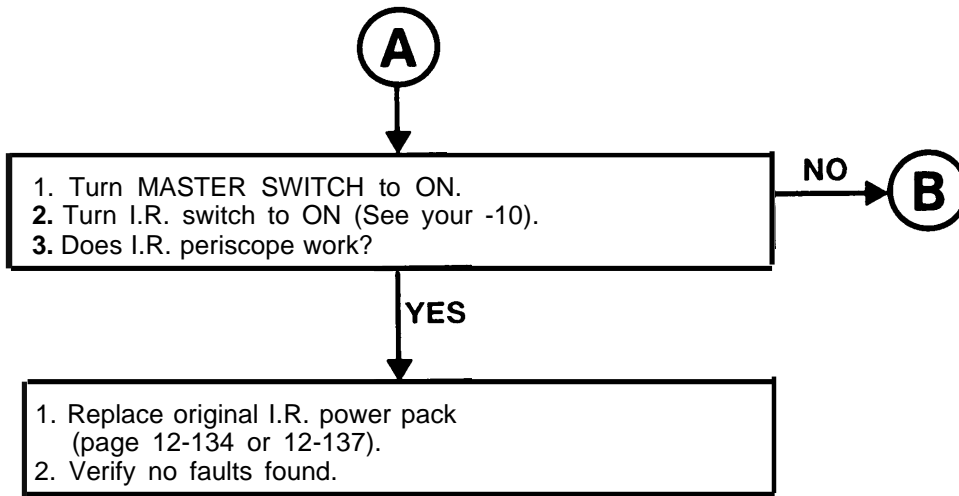 A
1. Turn MASTER SWITCH to ON.
2. Turn I.R. switch to ON (See your -10).
3. Does I.R. periscope work?
NO
B
YES
1. Replace original I.R. power pack
(page 12-134 or 12-137).
2. Verify no faults found.